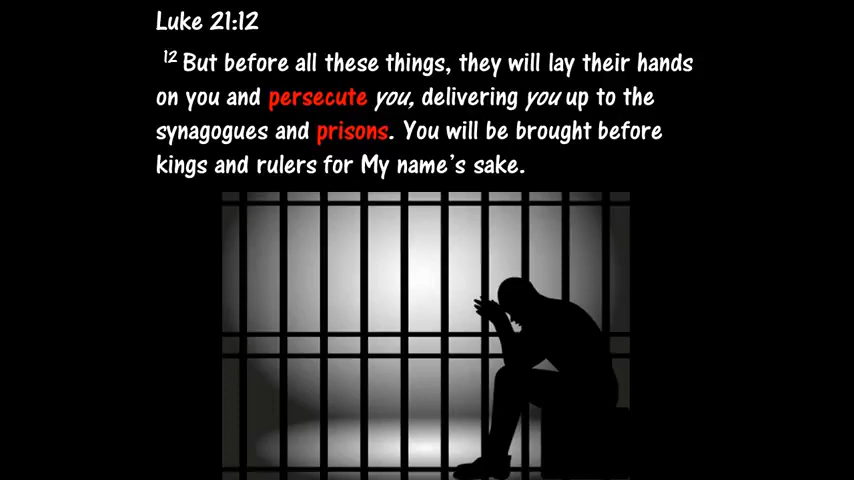 Luke 21:12
12 But before all these things, they will lay their hands
on you and persecute you, delivering you up to the
synagogues and prisons. You will be brought before
kings and rulers for My name’s sake.